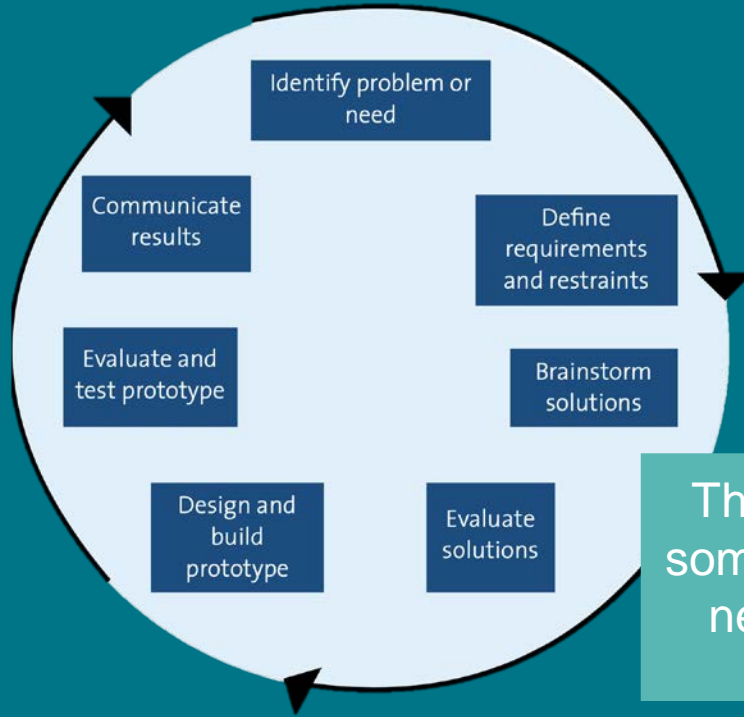 Identify problem or
need
Define
requirements
and restraints
Brainstorm
solutions
Evaluate
solutions
Design and
build
prototype
Evaluate and
test prototype
Communicate
results